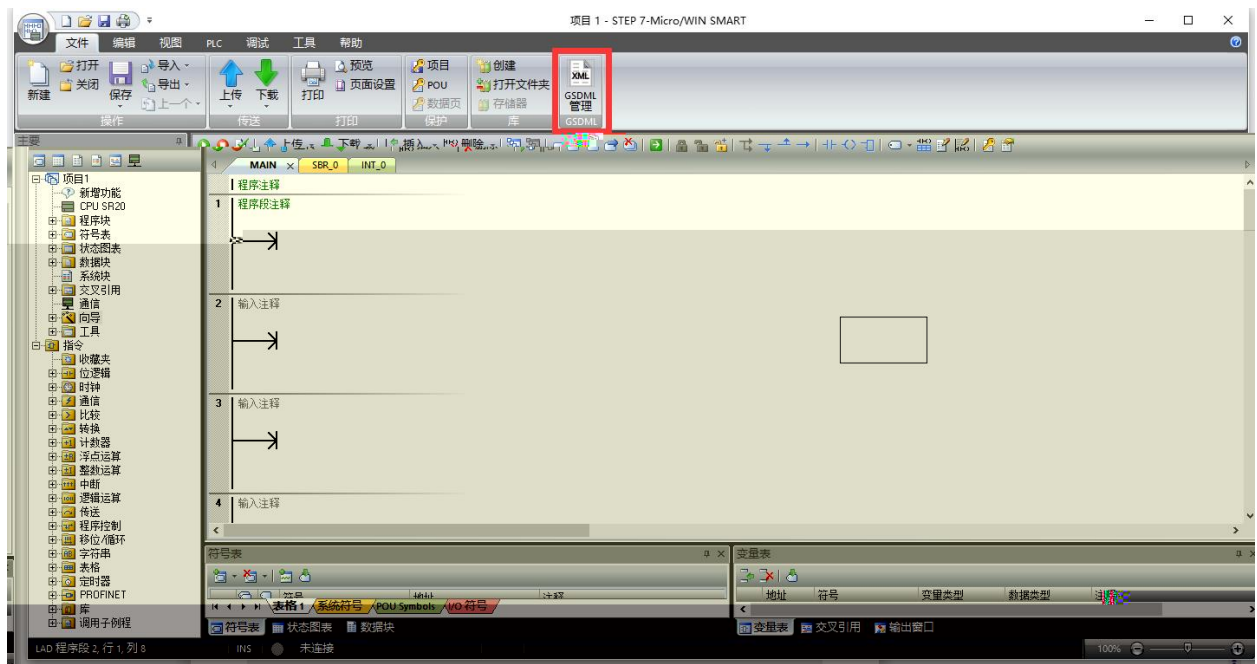 项目 1 - STEP 7-Micro/WIN SMART
文件 编辑 视图 PLC 调试 工具 帮助
新建 打开 关闭 保存 导入 导出 上一个
上传 下载 打印 预览 页面设置
项目 POU 数据页
创建 打开文件夹 存储器
XML GSDML 管理
操作 传送 打印 保护 库 GSDML
主要
上传 下载 插入 删除
MAIN SBR_0 INT_0
项目1
新增功能
CPU SR20
程序块
符号表
状态图表
数据块
系统块
交叉引用
通信
向导
工具
指令
收藏夹
位逻辑
时钟
通信
比较
转换
计数器
浮点运算
整数运算
中断
逻辑运算
传送
程序控制
移位/循环
字符串
表格
定时器
PROFINET
库
调用子例程
程序注释
1 程序段注释
2 输入注释
3 输入注释
4 输入注释
符号表
符号 地址 注释
表格1 系统符号 POU Symbols I/O 符号
符号表 状态图表 数据块
变量表
地址 符号 变量类型 数据类型
变量表 交叉引用 输出窗口
LAD 程序段 2, 行 1, 列 8 INS 未连接 100%